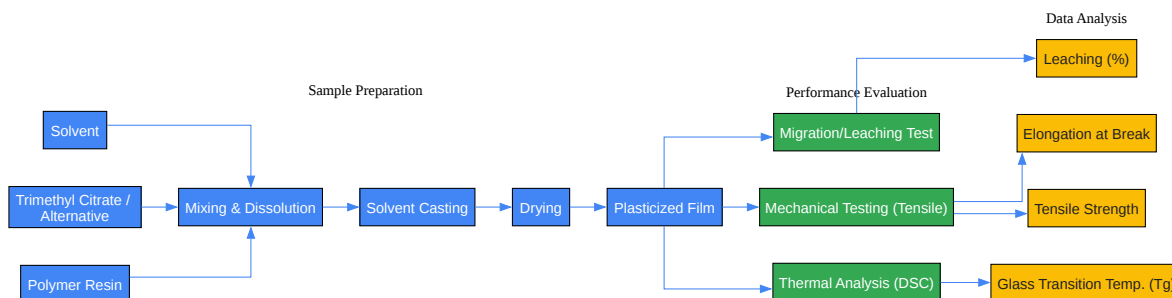 Data Analysis
Leaching (%)
Sample Preparation
Performance Evaluation
Solvent
Migration/Leaching Test
Elongation at Break
Trimethyl Citrate /
Alternative
Mixing & Dissolution
Solvent Casting
Drying
Plasticized Film
Mechanical Testing (Tensile)
Tensile Strength
Polymer Resin
Thermal Analysis (DSC)
Glass Transition Temp. (Tg)